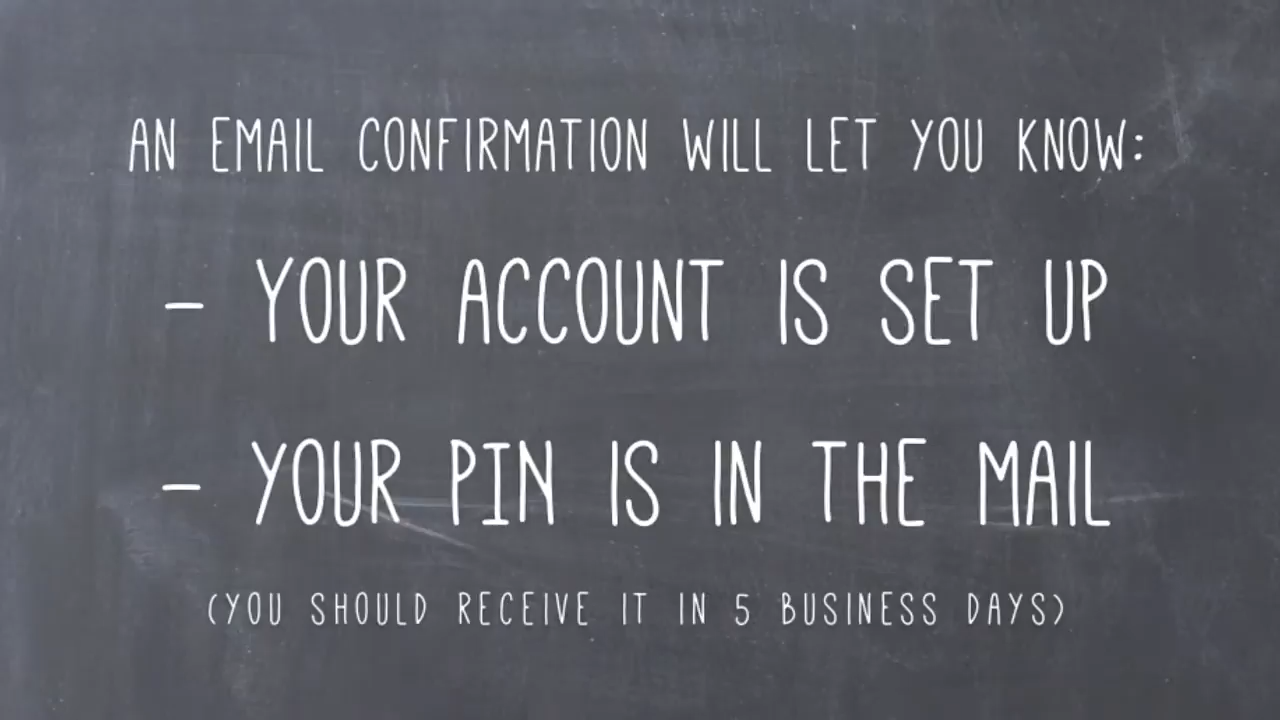 AN EMAIL CONFIRMATION WILL LET YOU KNOW:
- YOUR ACCOUNT IS SET UP
- YOUR PIN IS IN THE MAIL
(YOU SHOULD RECEIVE IT IN 5 BUSINESS DAYS)